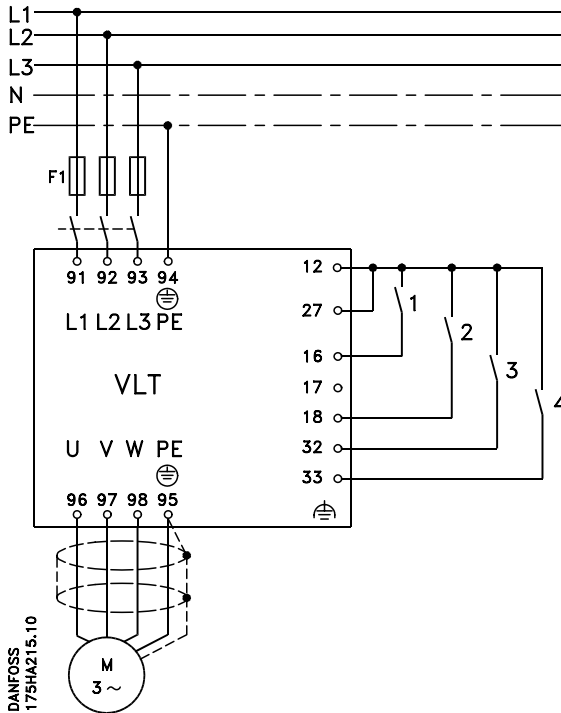 L1
L2
L3
N
PE
F1
91 92 93 94
L1 L2 L3 PE
VLT
U V W PE
96 97 98 95
12
27
16
17
18
32
33
1
2
3
4
M
3 ~
DANFOSS
175HA215.10